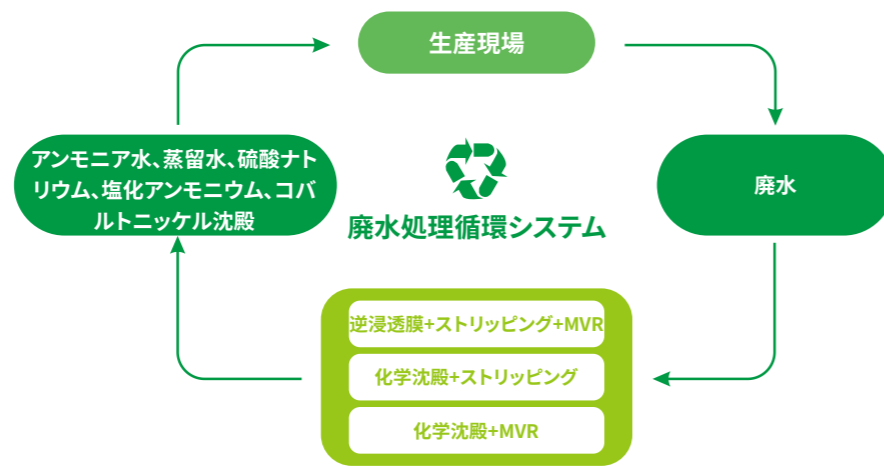 生産現場
アンモニア水、蒸留水、硫酸ナト
リウム、塩化アンモニウム、コバ
ルトニッケル沈殿
廃水
廃水処理循環システム
逆浸透膜+ストリッピング+MVR
化学沈殿+ストリッピング
化学沈殿+MVR